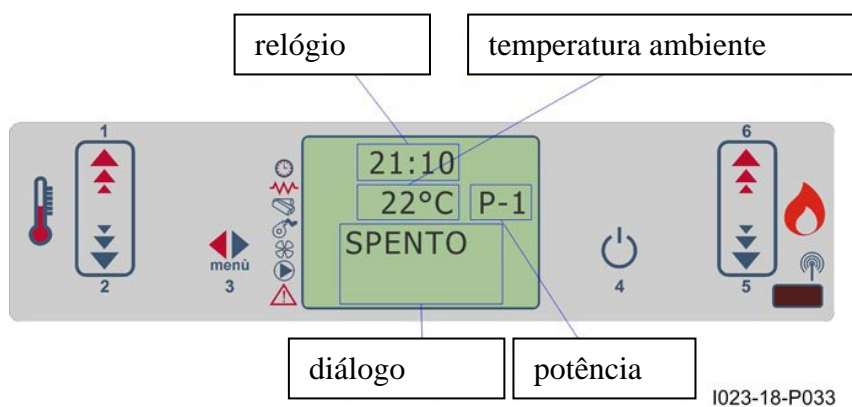 relógio
temperatura ambiente
1
6
21:10
22°C
P-1
SPENTO
menù
2
3
4
5
diálogo
potência
I023-18-P033